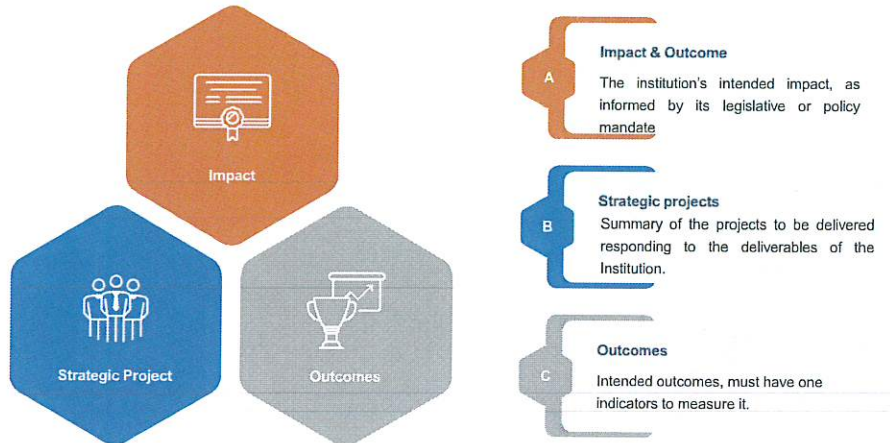 Impact
Strategic Project
Outcomes
A
Impact & Outcome
The institution's intended impact, as
informed by its legislative or policy
mandate
B
Strategic projects
Summary of the projects to be delivered
responding to the deliverables of the
Institution.
C
Outcomes
Intended outcomes, must have one
indicators to measure it.